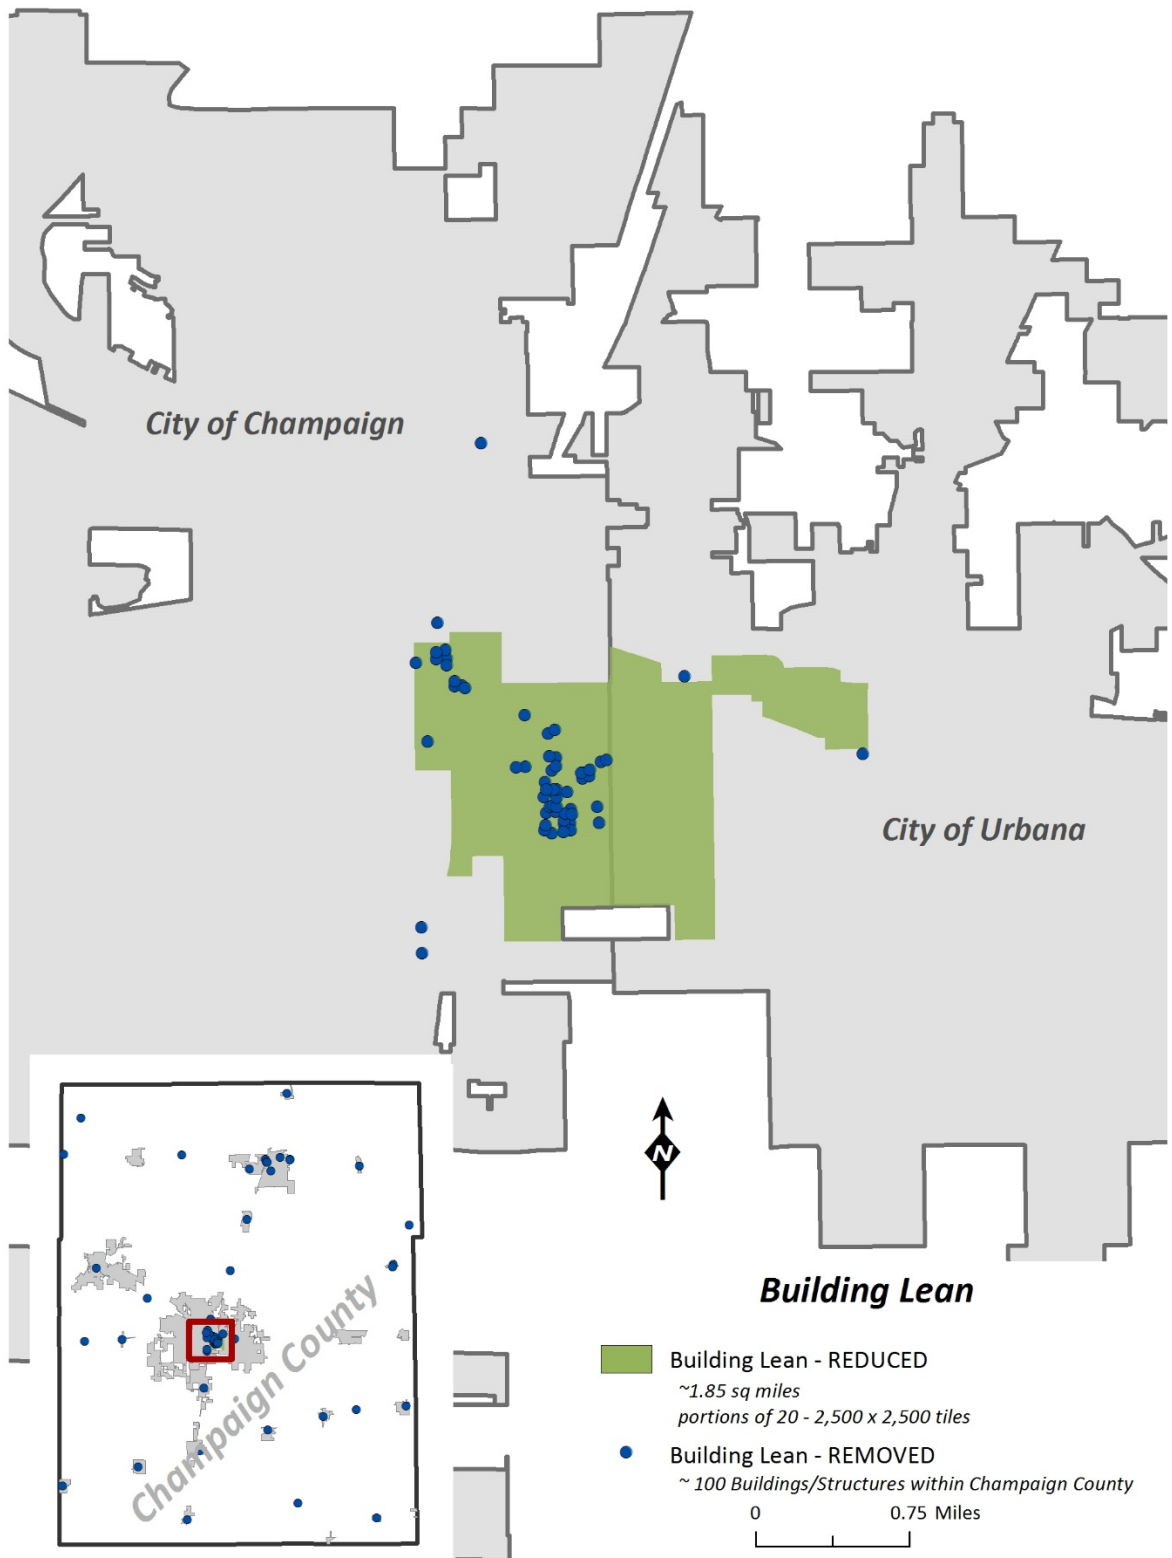 City of Champaign
City of Urbana
Champaign County
N
Building Lean
Building Lean - REDUCED
~1.85 sq miles
portions of 20 - 2,500 x 2,500 tiles
Building Lean - REMOVED
~ 100 Buildings/Structures within Champaign County
0 0.75 Miles